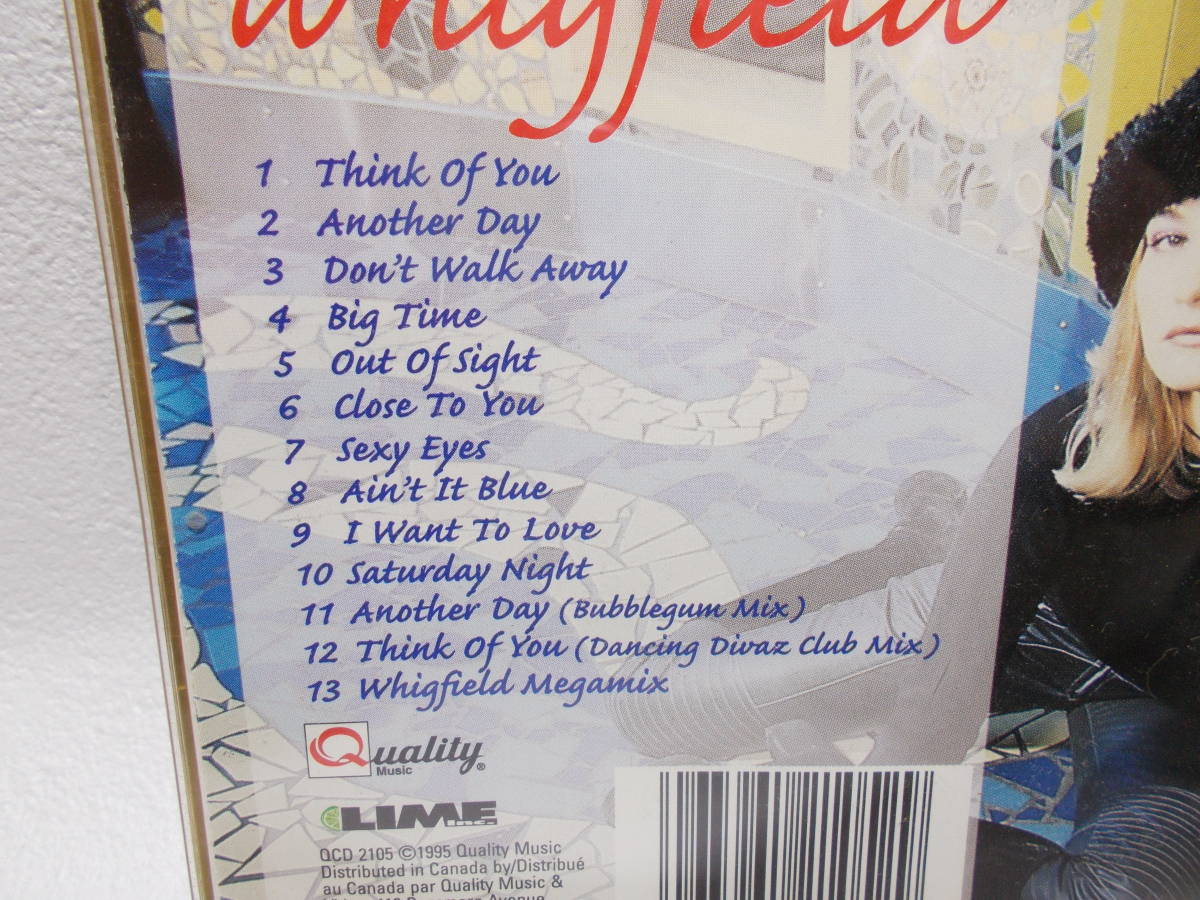 Whigfield
1 Think Of You
2 Another Day
3 Don't Walk Away
4 Big Time
5 Out Of Sight
6 Close To You
7 Sexy Eyes
8 Ain't It Blue
9 I Want To Love
10 Saturday Night
11 Another Day (Bubblegum Mix)
12 Think Of You (Dancing Divaz Club Mix)
13 Whigfield Megamix
Quality®
Music
LIME
INC.
QCD 2105 ©1995 Quality Music
Distributed in Canada by/Distribué
au Canada par Quality Music &